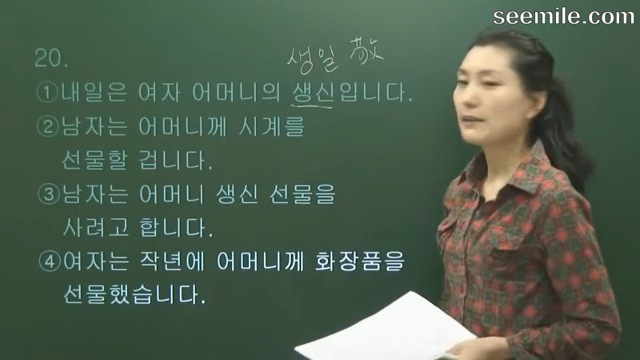 seemile.com
20.
생일 敬
①내일은 여자 어머니의 생신입니다.
②남자는 어머니께 시계를
선물할 겁니다.
③남자는 어머니 생신 선물을
사려고 합니다.
④여자는 작년에 어머니께 화장품을
선물했습니다.